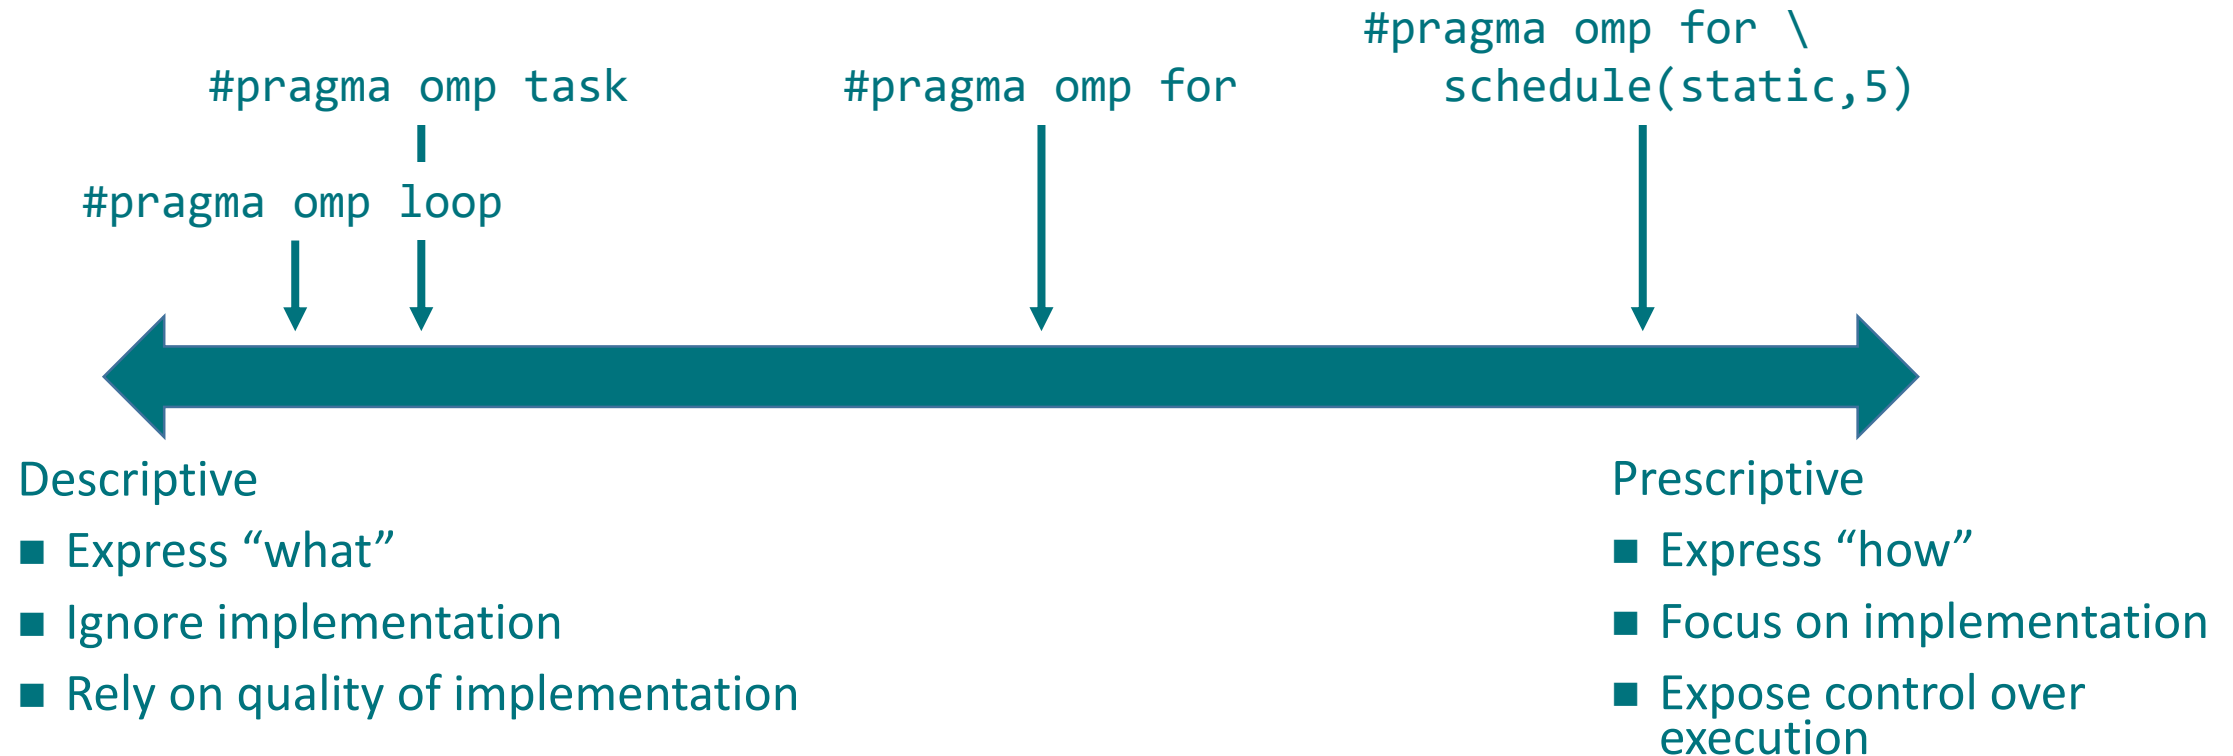 #pragma omp for \
#pragma omp task
#pragma omp for
schedule(static,5)
#pragma omp loop
Descriptive
■ Express “what”
■ Ignore implementation
■ Rely on quality of implementation
Prescriptive
■ Express “how”
■ Focus on implementation
■ Expose control over
execution